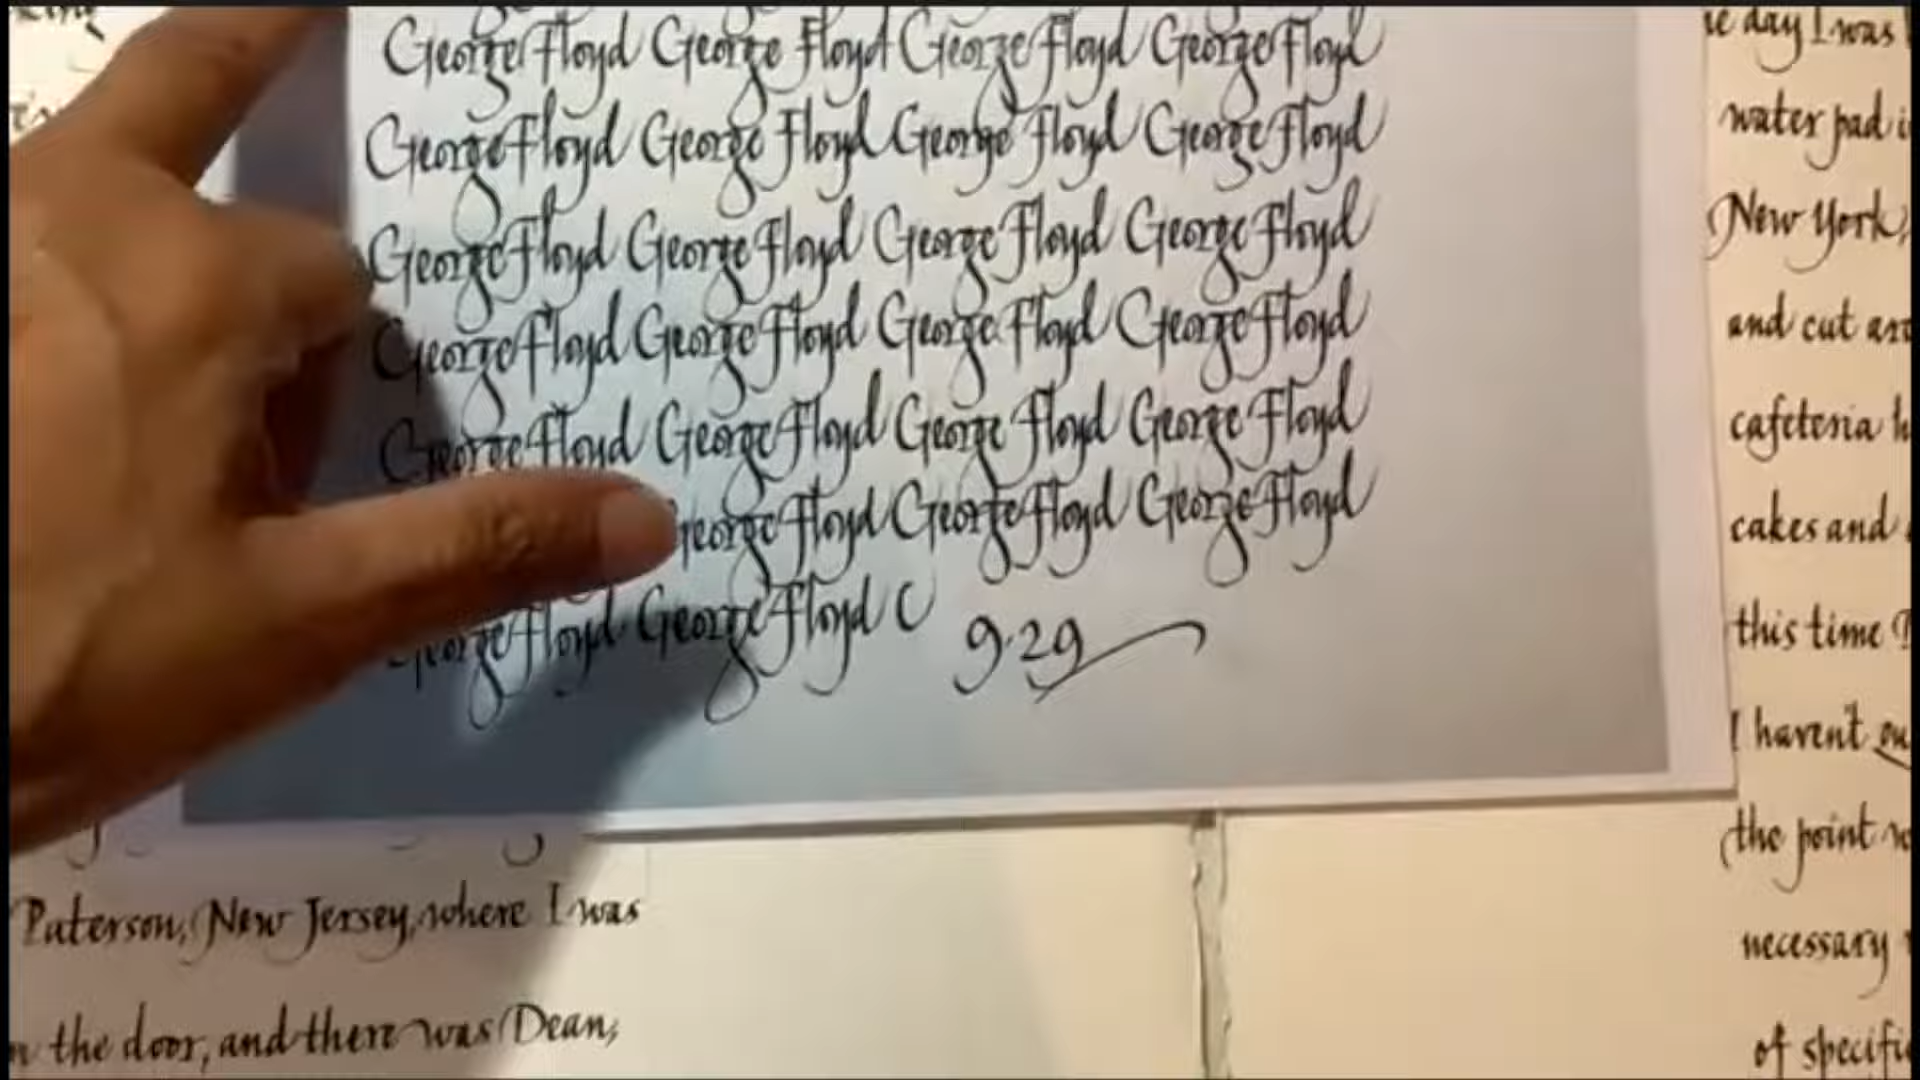 George Floyd George Floyd George Floyd George Floyd
George Floyd George Floyd George Floyd George Floyd
George Floyd George Floyd George Floyd George Floyd
George Floyd George Floyd George Floyd George Floyd
George Floyd George Floyd George Floyd George Floyd
George Floyd George Floyd George Floyd
George Floyd George Floyd G
9.29
Paterson, New Jersey, where I was
the door, and there was Dean,
day I was
water pad
New York,
and cut
cafeteria
cakes and
this time
I haven't
the point
necessary
of